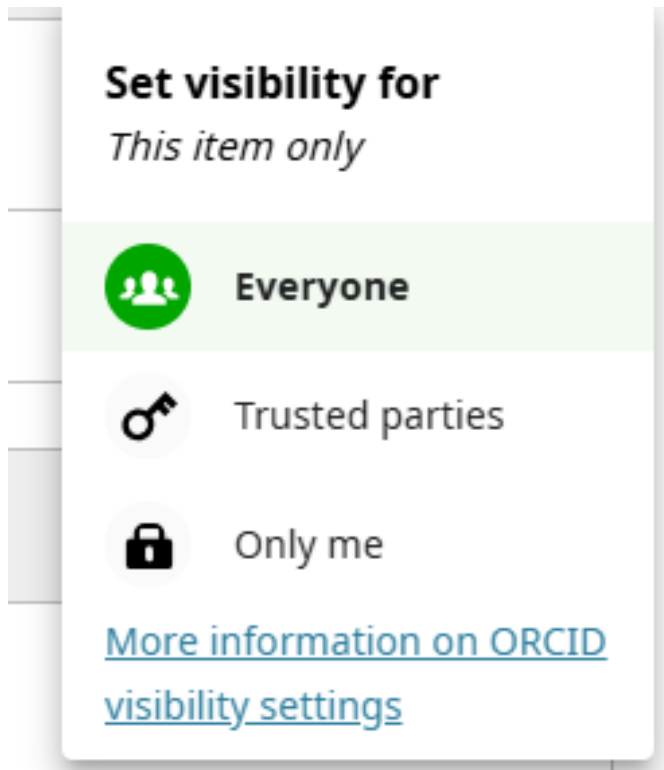 Set visibility for
This item only
Everyone
Trusted parties
Only me
More information on ORCID
visibility settings